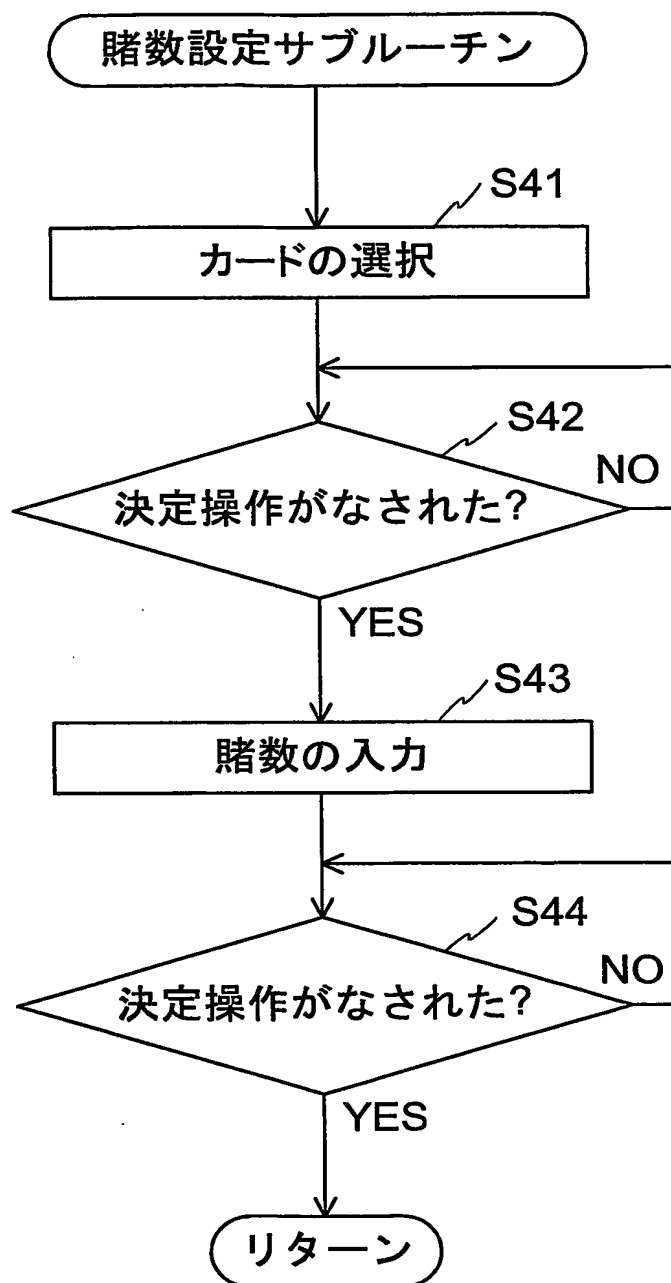 賭数設定サブルーチン
S41
カードの選択
S42
決定操作がなされた?
NO
YES
S43
賭数の入力
S44
決定操作がなされた?
NO
YES
リターン